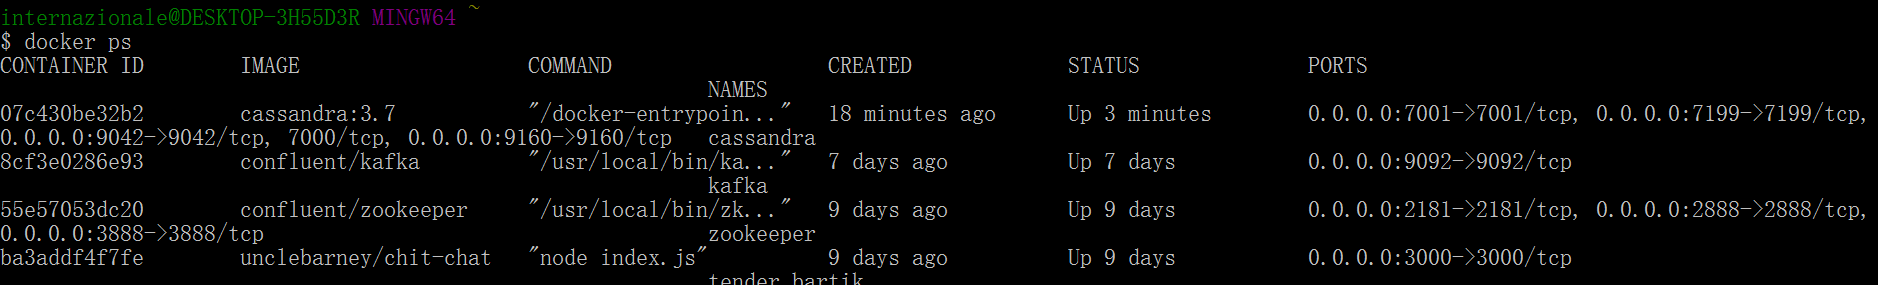 internazionale@DESKTOP-3H55D3R MINGW64 ~
$ docker ps
CONTAINER ID        IMAGE                   COMMAND                  CREATED             STATUS              PORTS
                                                           NAMES
07c430be32b2        cassandra:3.7           "/docker-entrypoin..."   18 minutes ago      Up 3 minutes        0.0.0.0:7001->7001/tcp, 0.0.0.0:7199->7199/tcp,
0.0.0.0:9042->9042/tcp, 7000/tcp, 0.0.0.0:9160->9160/tcp   cassandra
8cf3e0286e93        confluent/kafka         "/usr/local/bin/ka..."   7 days ago          Up 7 days           0.0.0.0:9092->9092/tcp
                                                           kafka
55e57053dc20        confluent/zookeeper     "/usr/local/bin/zk..."   9 days ago          Up 9 days           0.0.0.0:2181->2181/tcp, 0.0.0.0:2888->2888/tcp,
0.0.0.0:3888->3888/tcp                                     zookeeper
ba3addf4f7fe        unclebarney/chit-chat   "node index.js"          9 days ago          Up 9 days           0.0.0.0:3000->3000/tcp
                                                           tender_bartik